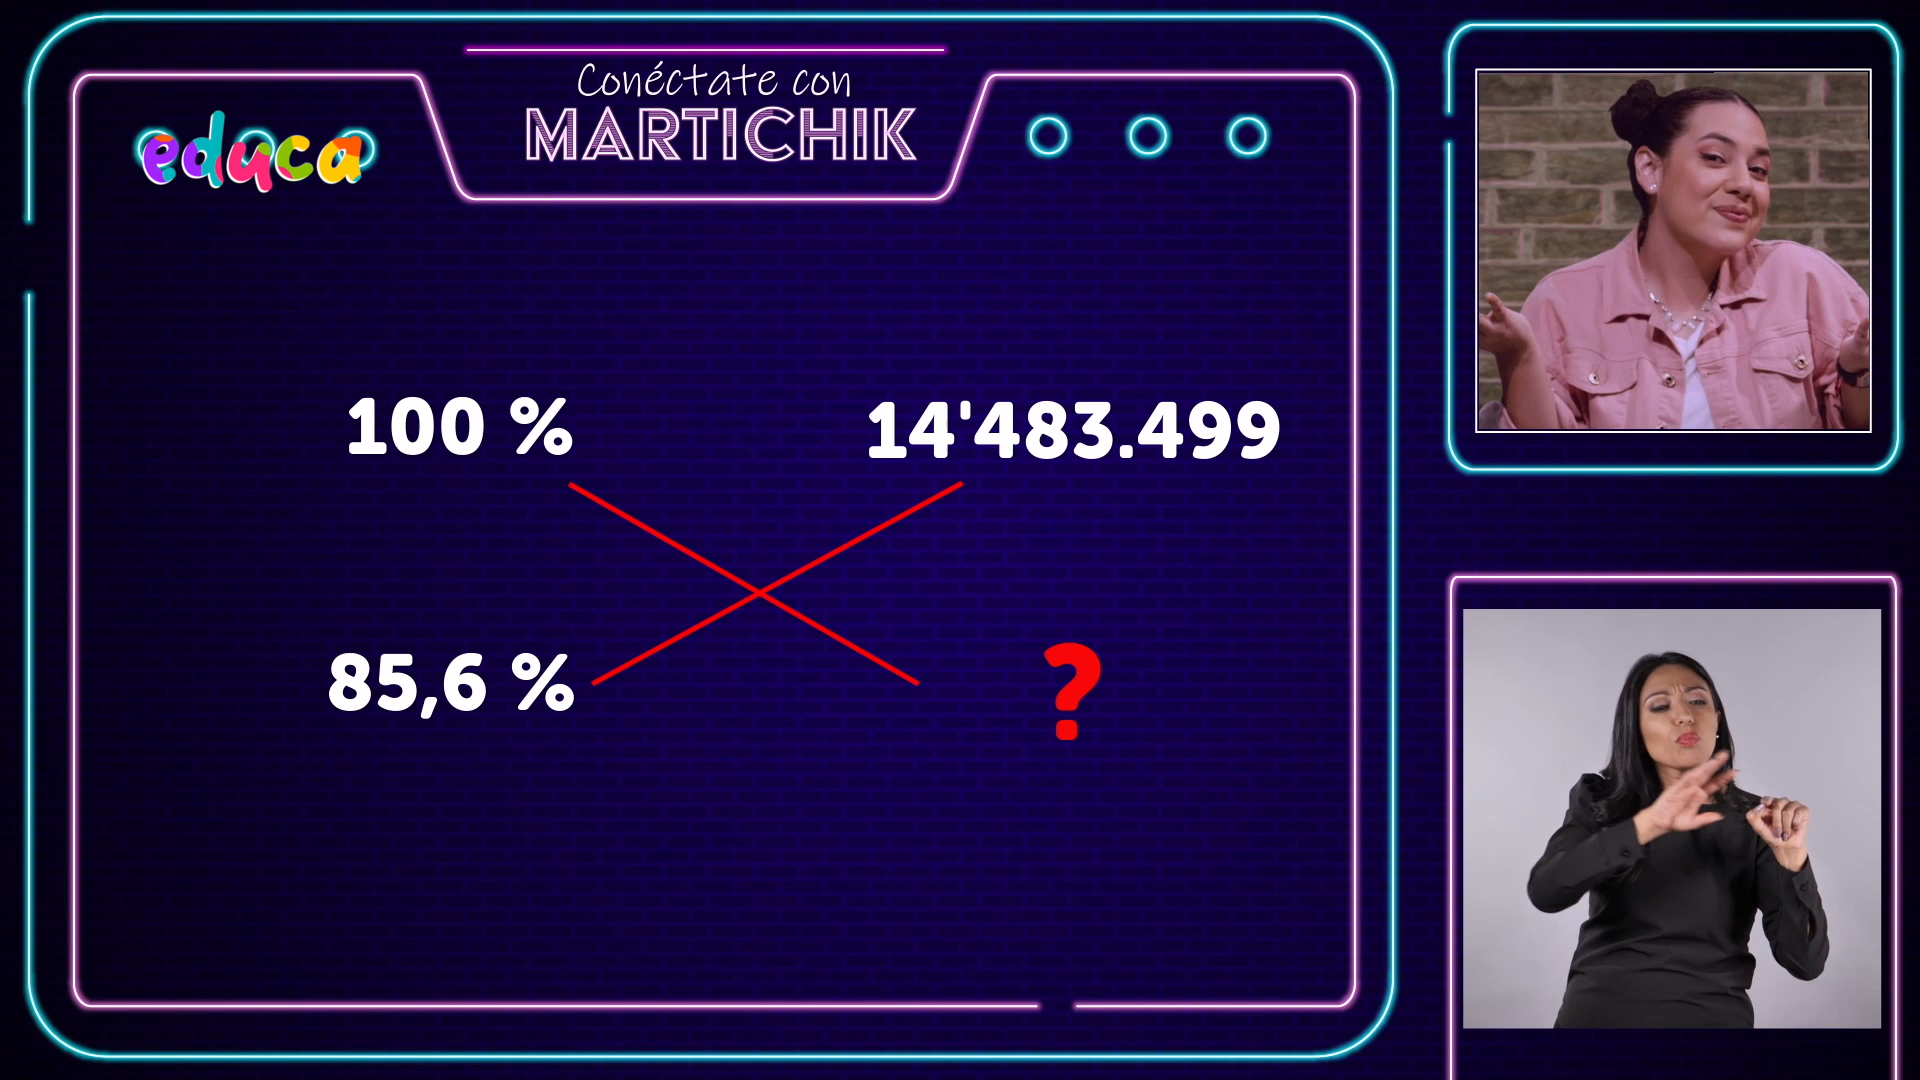 Conéctate con
MARTICHIK
educa
100 % 14'483.499
85,6 % ?